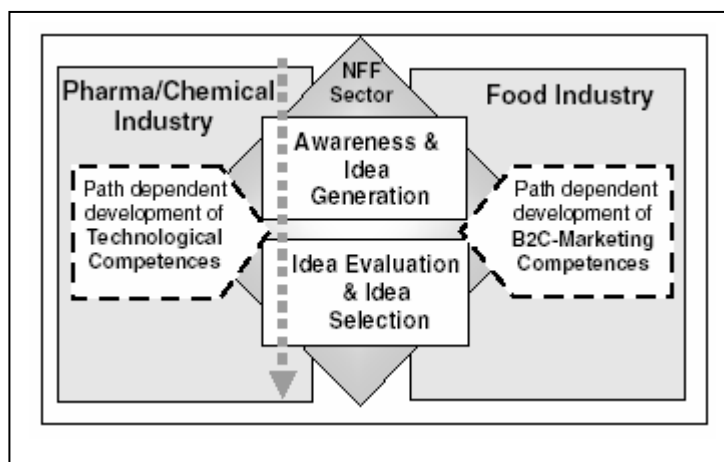 NFF
Sector
Pharma/Chemical
Industry
Food Industry
Awareness &
Idea
Generation
Path dependent
development of
Technological
Competences
Path dependent
development of
B2C-Marketing
Competences
Idea Evaluation
& Idea
Selection